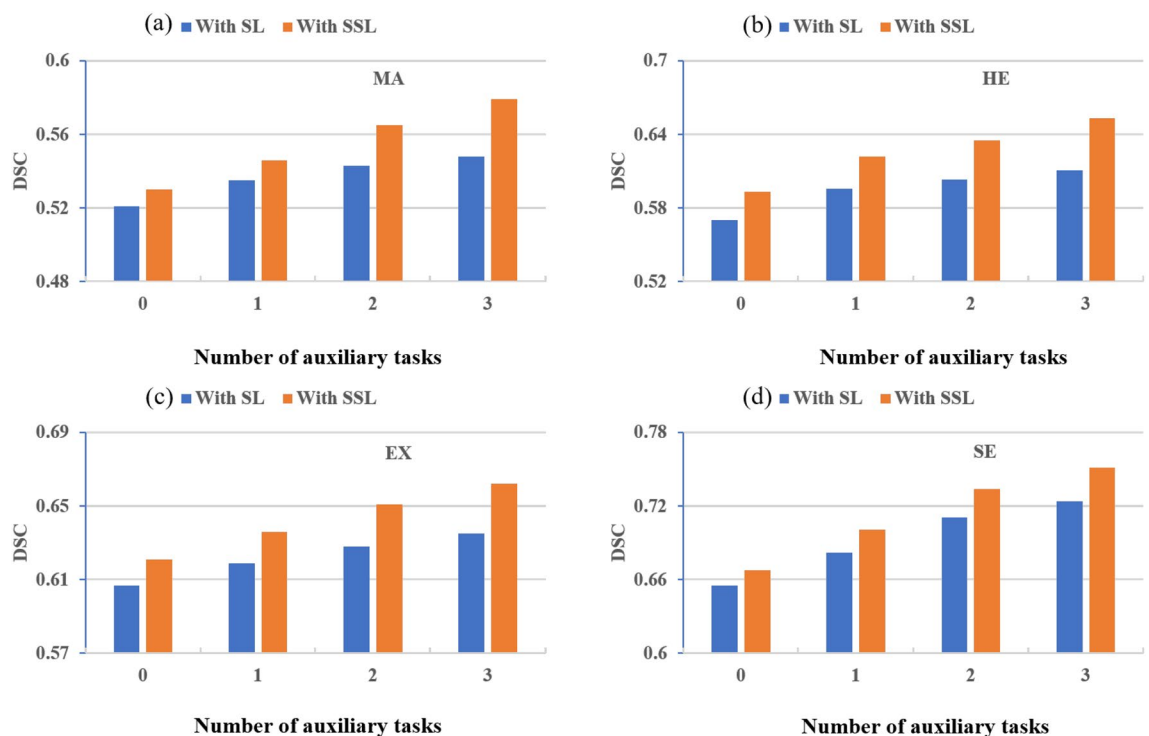 (a) With SL With SSL
MA
0.6
0.56
0.52
0.48
DSC
0 1 2 3
Number of auxiliary tasks
(b) With SL With SSL
HE
0.7
0.64
0.58
0.52
DSC
0 1 2 3
Number of auxiliary tasks
(c) With SL With SSL
EX
0.69
0.65
0.61
0.57
DSC
0 1 2 3
Number of auxiliary tasks
(d) With SL With SSL
SE
0.78
0.72
0.66
0.6
DSC
0 1 2 3
Number of auxiliary tasks